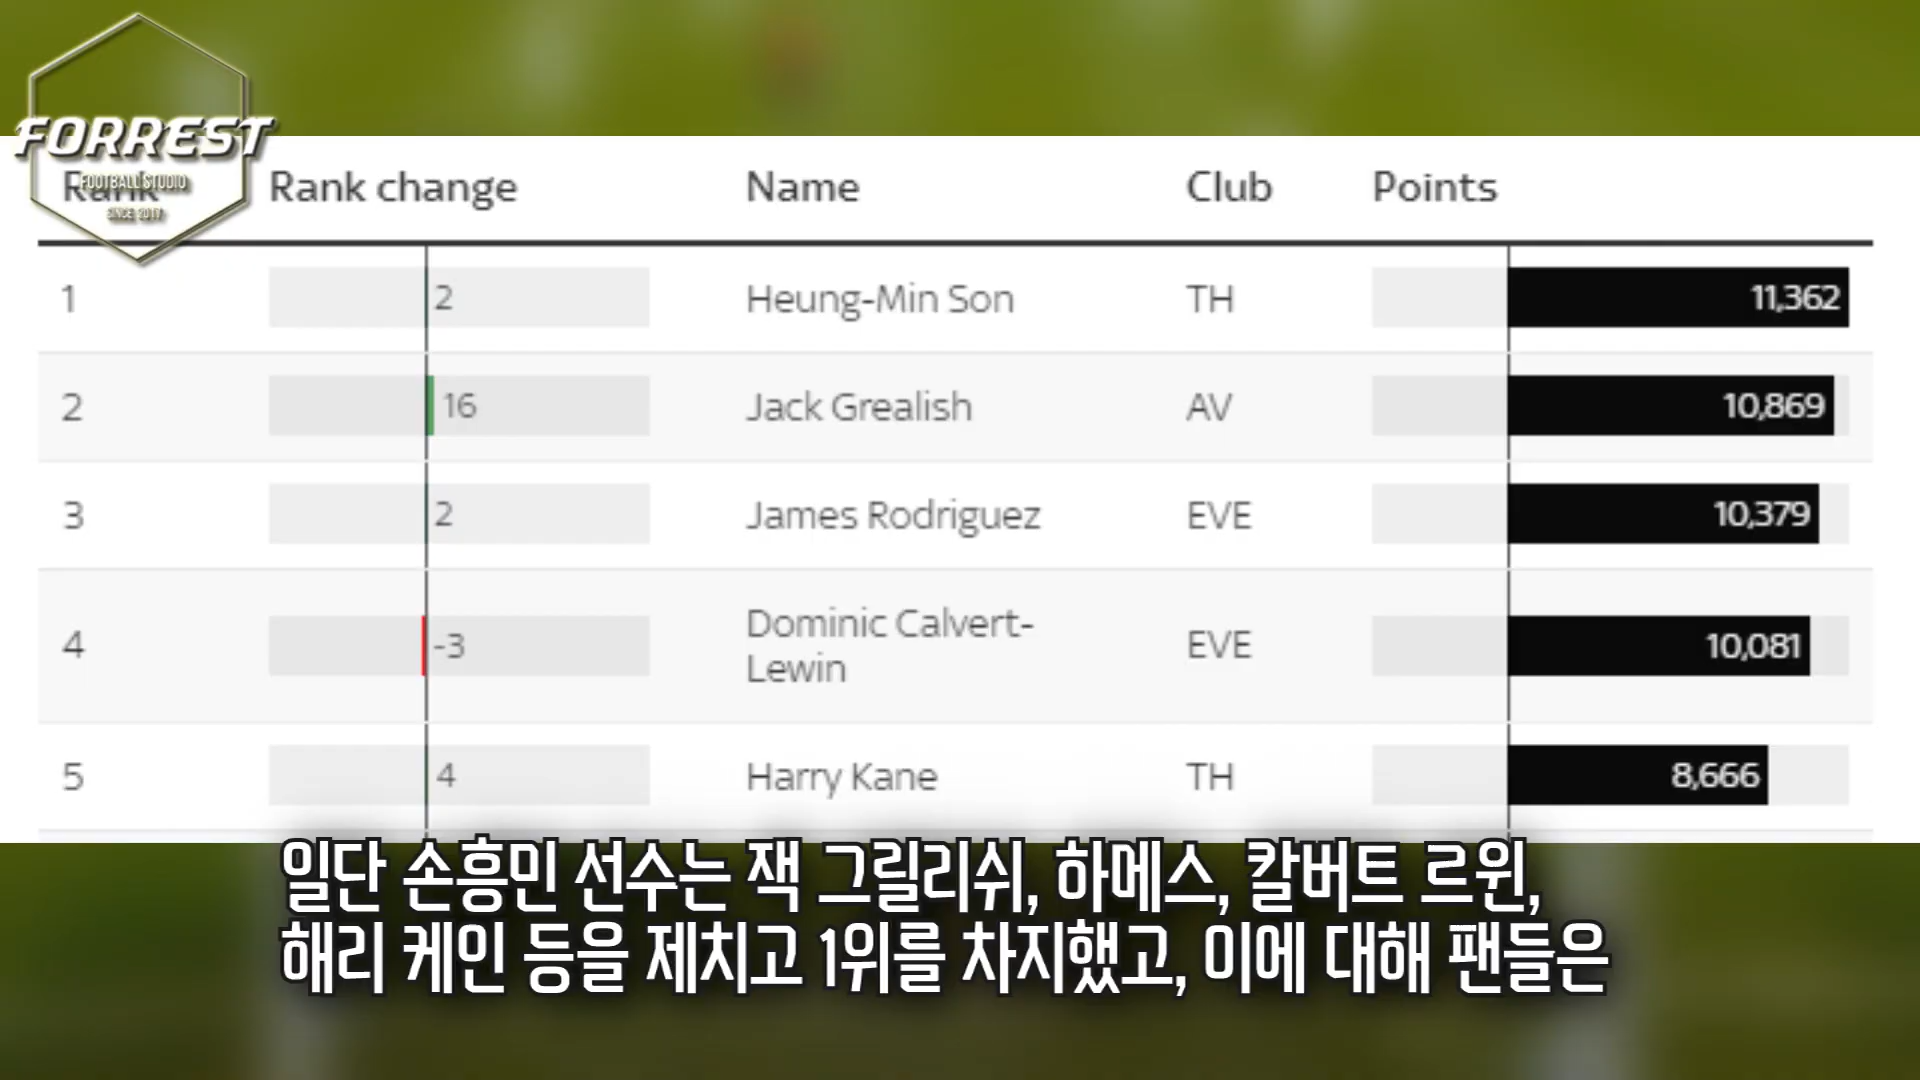 FORREST
FOOTBALL STUDIO
SINCE 2017
Rank Rank change Name Club Points
1 2 Heung-Min Son TH 11,362
2 16 Jack Grealish AV 10,869
3 2 James Rodriguez EVE 10,379
4 -3 Dominic Calvert-
Lewin EVE 10,081
5 4 Harry Kane TH 8,666
일단 손흥민 선수는 잭 그릴리쉬, 하메스, 칼버트 르윈,
해리 케인 등을 제치고 1위를 차지했고, 이에 대해 팬들은